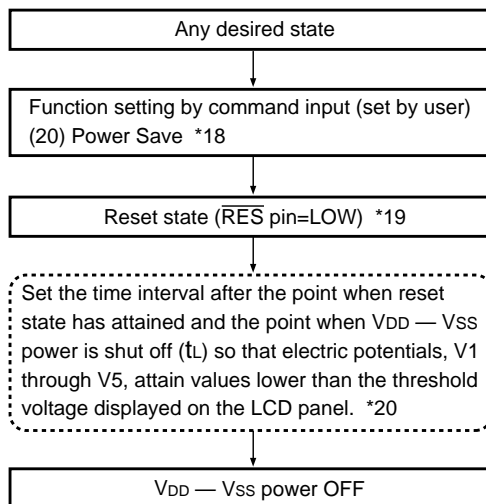 Any desired state
Function setting by command input (set by user)
(20) Power Save *18
Reset state (RES pin=LOW) *19
Set the time interval after the point when reset
state has attained and the point when VDD — VSS
power is shut off (tL) so that electric potentials, V1
through V5, attain values lower than the threshold
voltage displayed on the LCD panel. *20
VDD — VSS power OFF